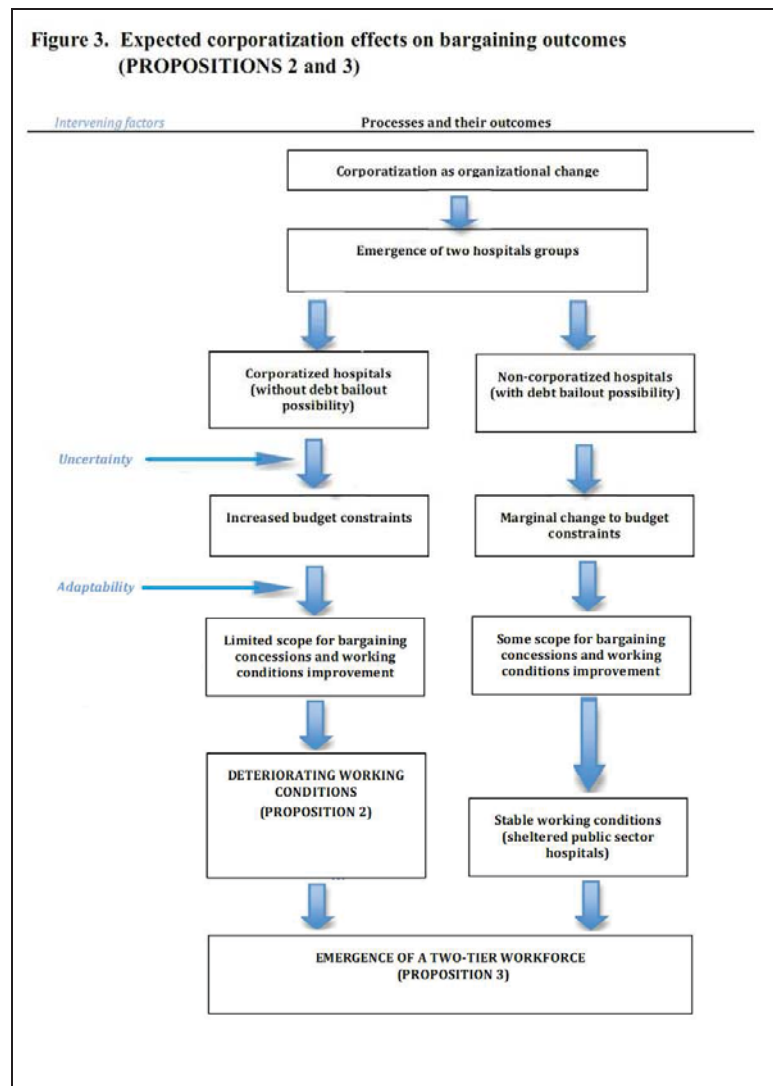 Figure 3. Expected corporatization effects on bargaining outcomes
(PROPOSITIONS 2 and 3)
Intervening factors
Processes and their outcomes
Corporatization as organizational change
Emergence of two hospitals groups
Corporatized hospitals
(without debt bailout
possibility)
Non-corporatized hospitals
(with debt bailout possibility)
Uncertainty
Increased budget constraints
Marginal change to budget
constraints
Adaptability
Limited scope for bargaining
concessions and working
conditions improvement
Some scope for bargaining
concessions and working
conditions improvement
DETERIORATING WORKING
CONDITIONS
(PROPOSITION 2)
Stable working conditions
(sheltered public sector
hospitals)
EMERGENCE OF A TWO-TIER WORKFORCE
(PROPOSITION 3)